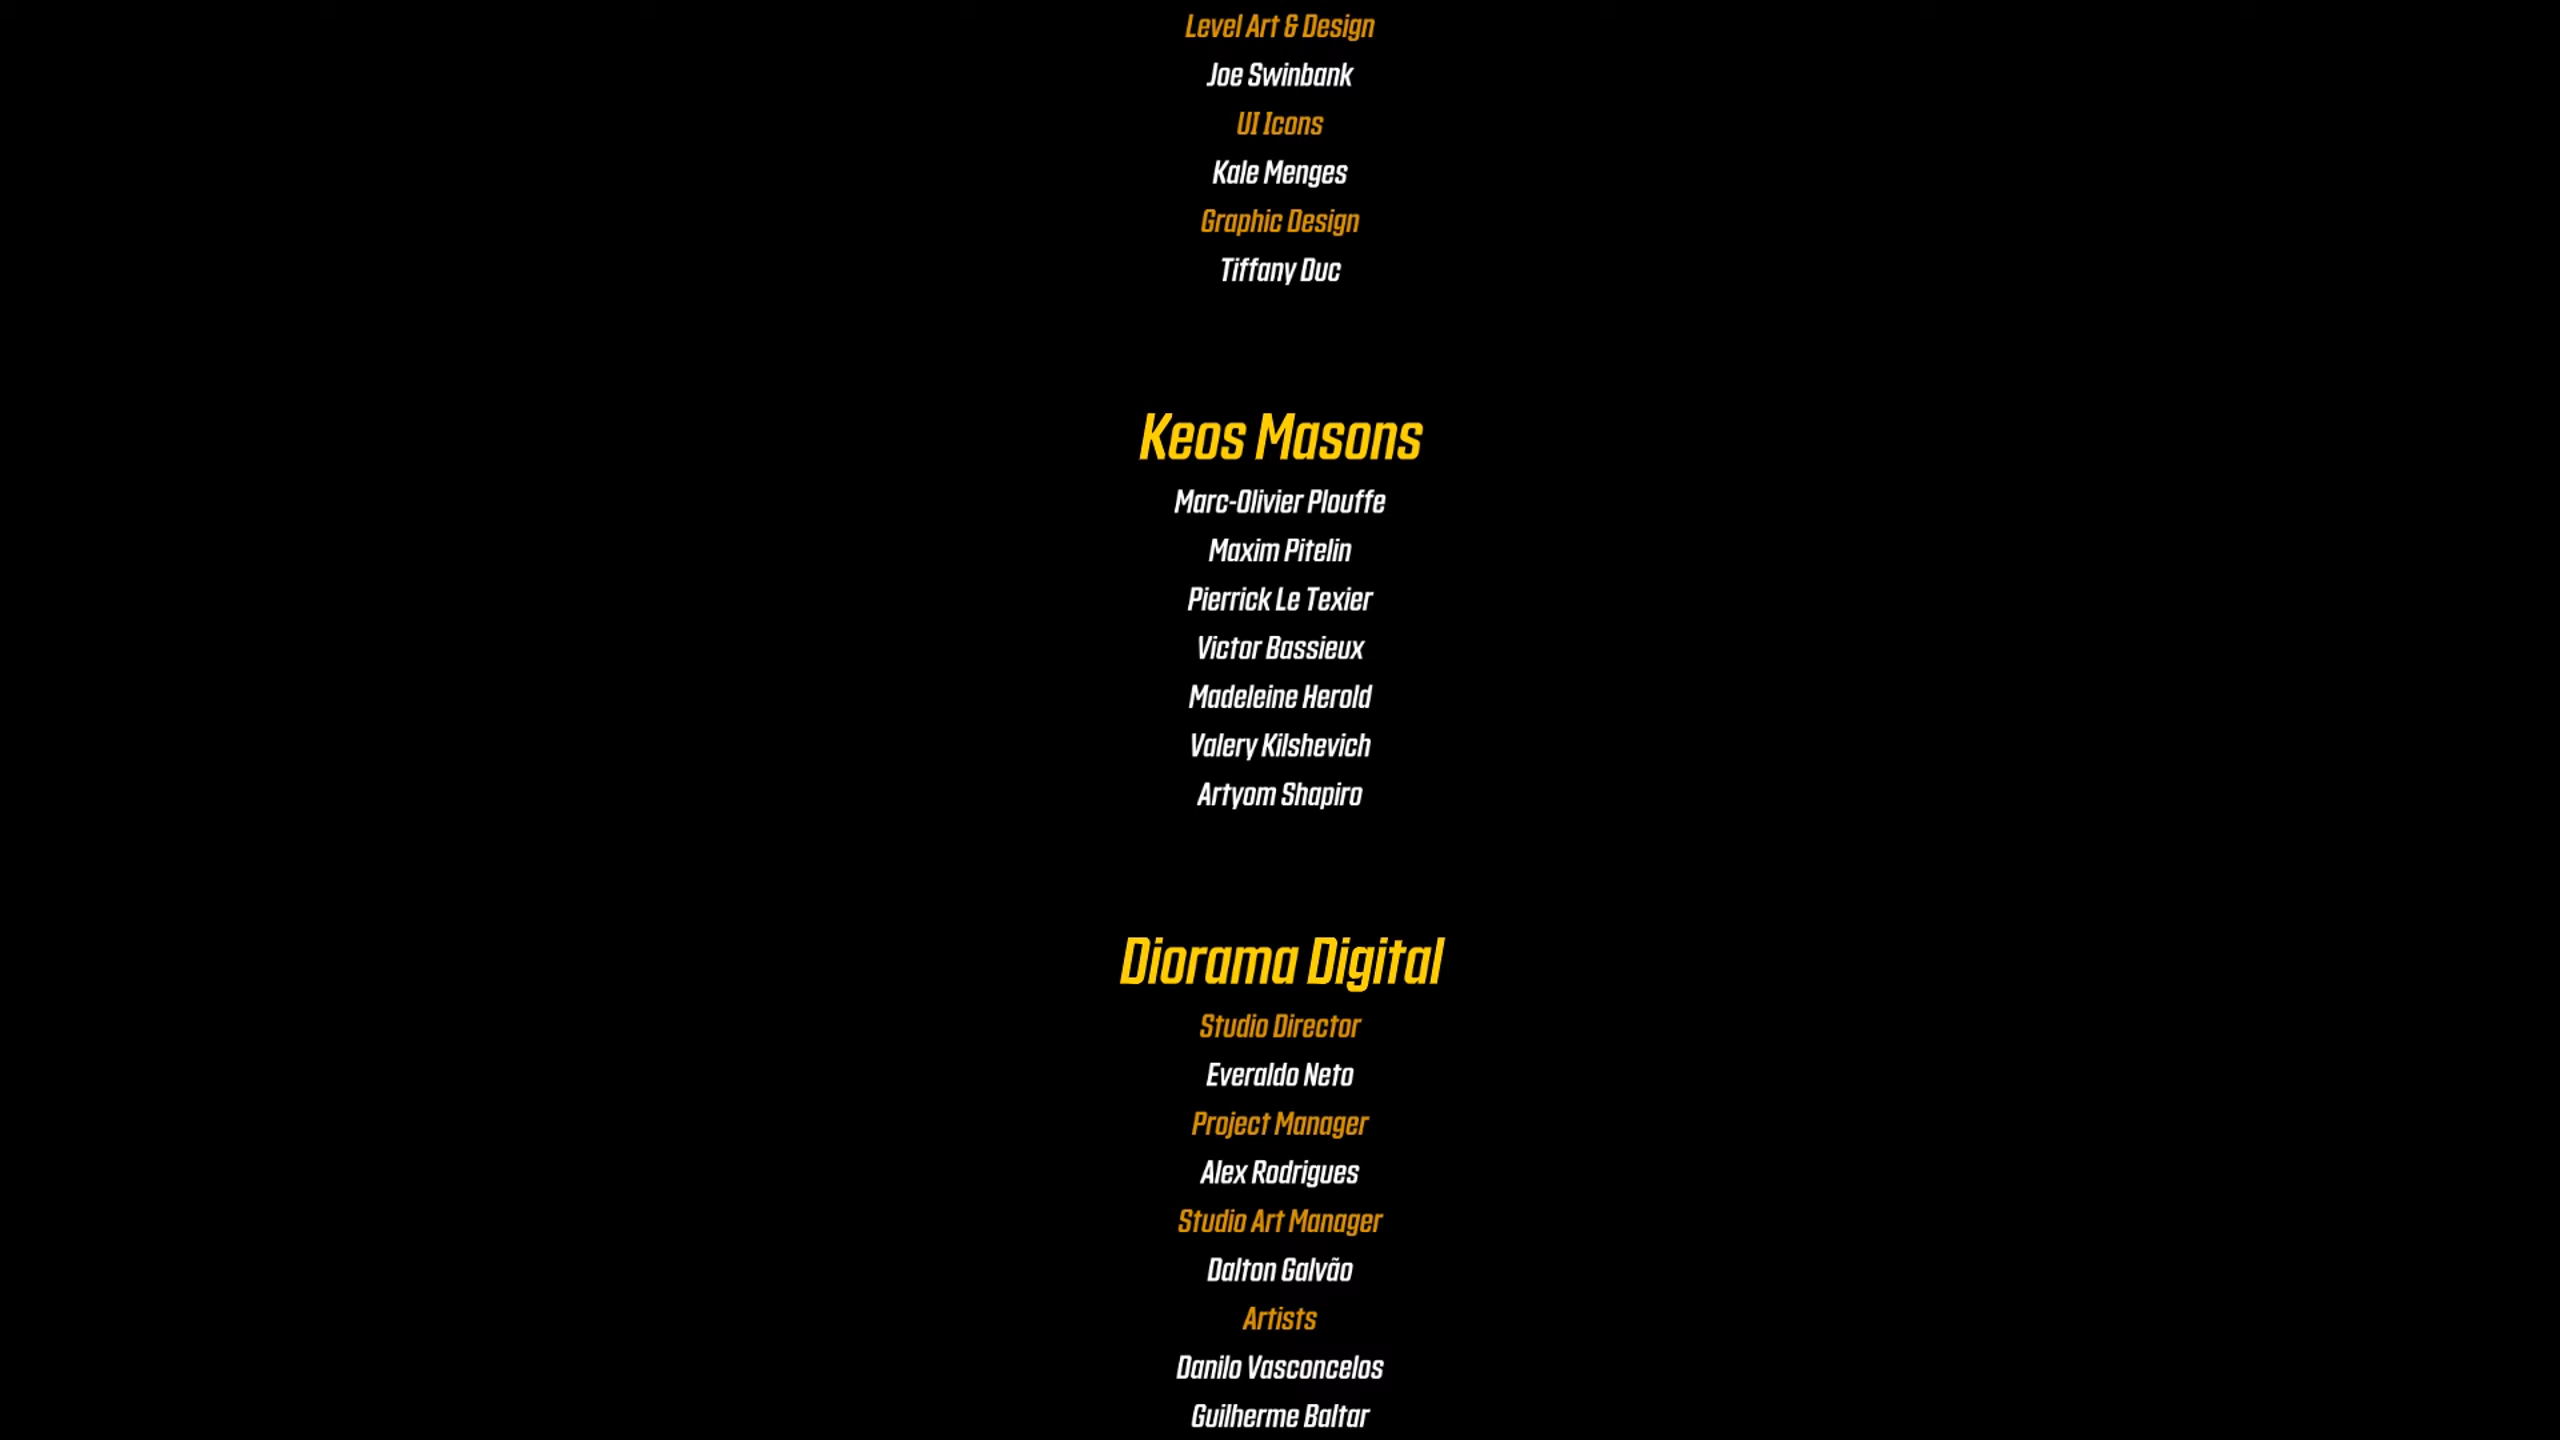 Level Art & Design
Joe Swinbank
UI Icons
Kale Menges
Graphic Design
Tiffany Duc
Keos Masons
Marc-Olivier Plouffe
Maxim Pitelin
Pierrick Le Texier
Victor Bassieux
Madeleine Herold
Valery Kilshevich
Artyom Shapiro
Diorama Digital
Studio Director
Everaldo Neto
Project Manager
Alex Rodrigues
Studio Art Manager
Dalton Galvão
Artists
Danilo Vasconcelos
Guilherme Baltar